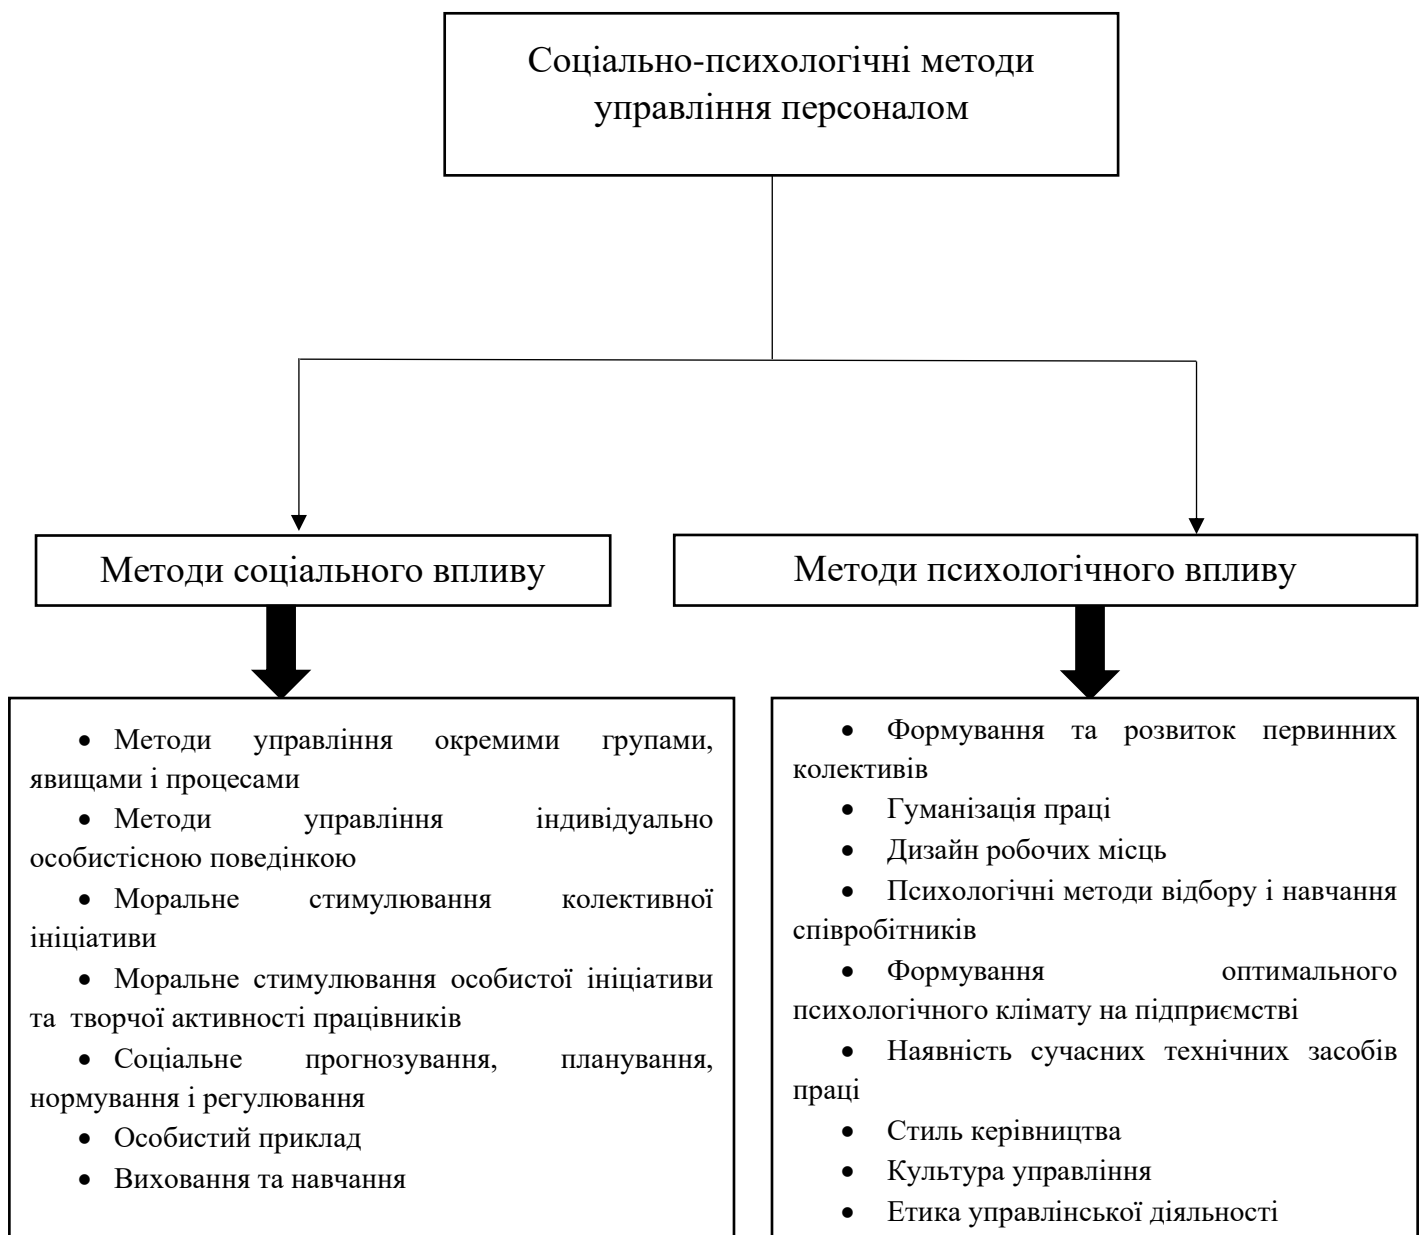 Соціально-психологічні методи
управління персоналом
Методи соціального впливу
Методи психологічного впливу
• Методи управління окремими групами,
явищами і процесами
• Методи управління індивідуально
особистісною поведінкою
• Моральне стимулювання колективної
ініціативи
• Моральне стимулювання особистої ініціативи
та творчої активності працівників
• Соціальне прогнозування, планування,
нормування і регулювання
• Особистий приклад
• Виховання та навчання
• Формування та розвиток первинних
колективів
• Гуманізація праці
• Дизайн робочих місць
• Психологічні методи відбору і навчання
співробітників
• Формування оптимального
психологічного клімату на підприємстві
• Наявність сучасних технічних засобів
праці
• Стиль керівництва
• Культура управління
• Етика управлінської діяльності